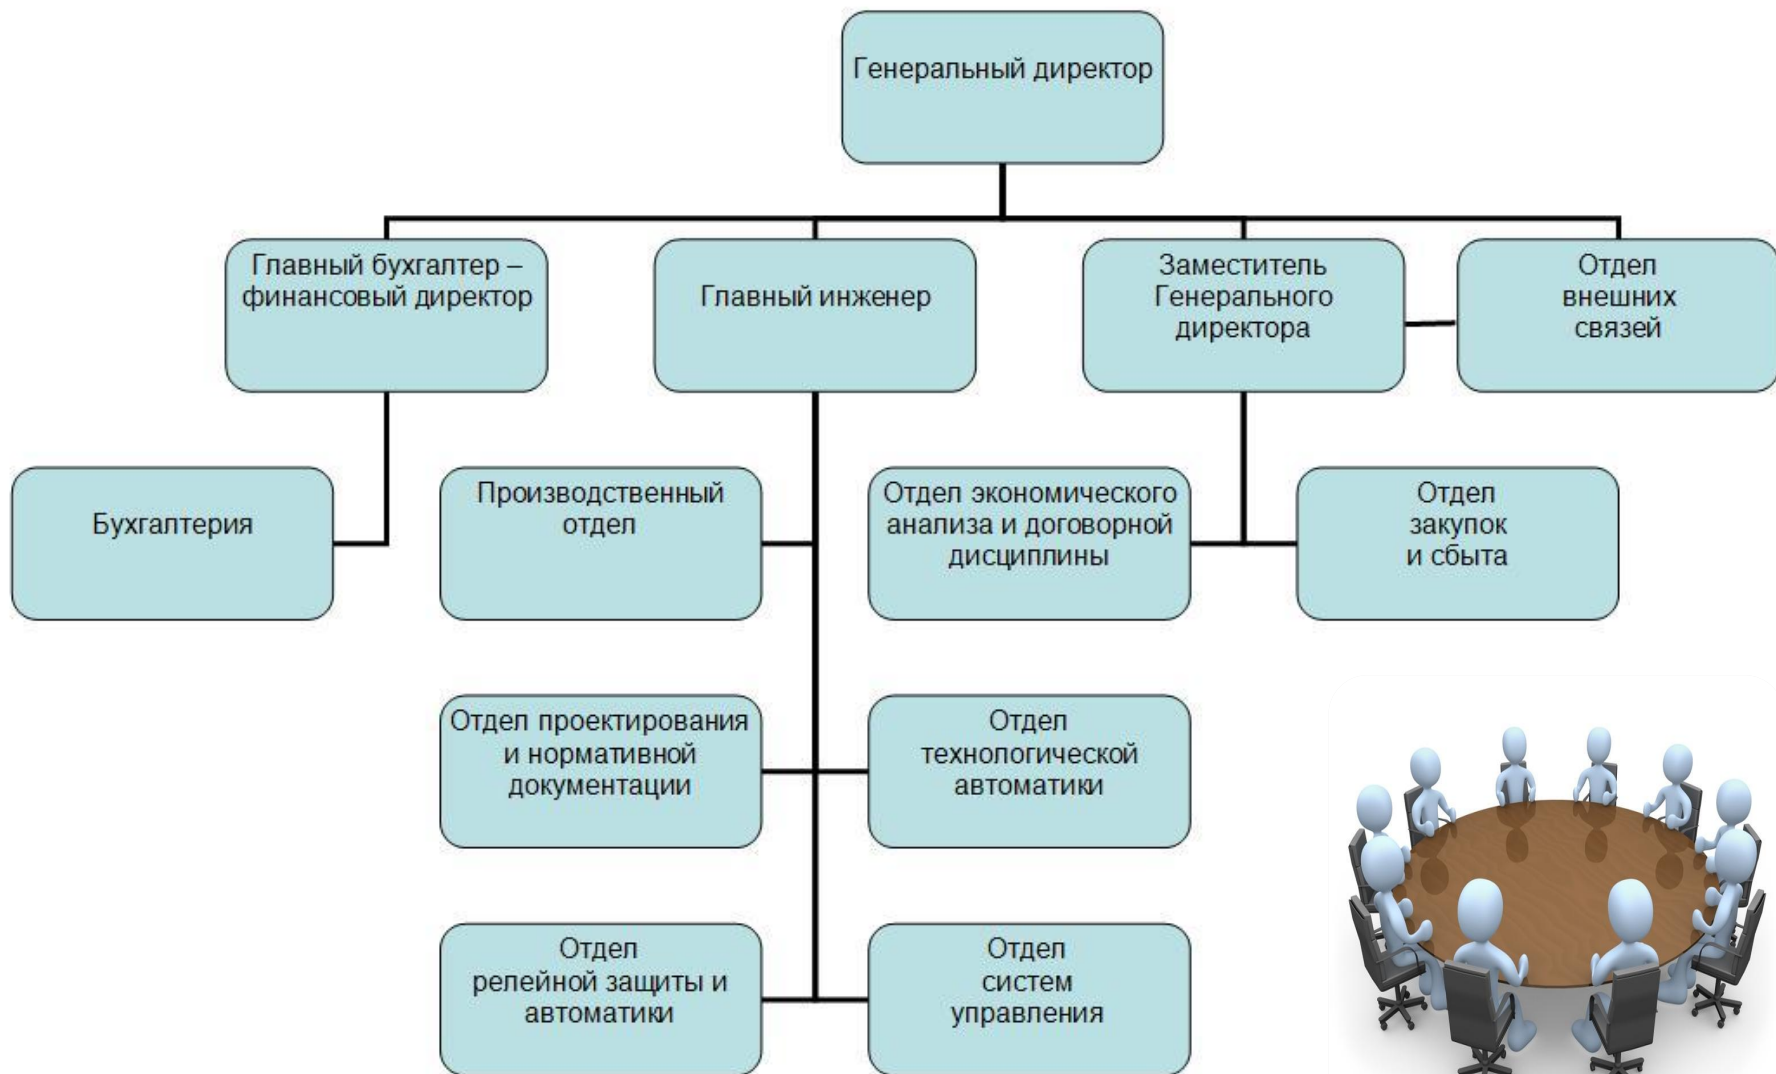 Генеральный директор
Главный бухгалтер –
финансовый директор
Главный инженер
Заместитель
Генерального
директора
Отдел
внешних
связей
Бухгалтерия
Производственный
отдел
Отдел экономического
анализа и договорной
дисциплины
Отдел
закупок
и сбыта
Отдел проектирования
и нормативной
документации
Отдел
технологической
автоматики
Отдел
релейной защиты и
автоматики
Отдел
систем
управления